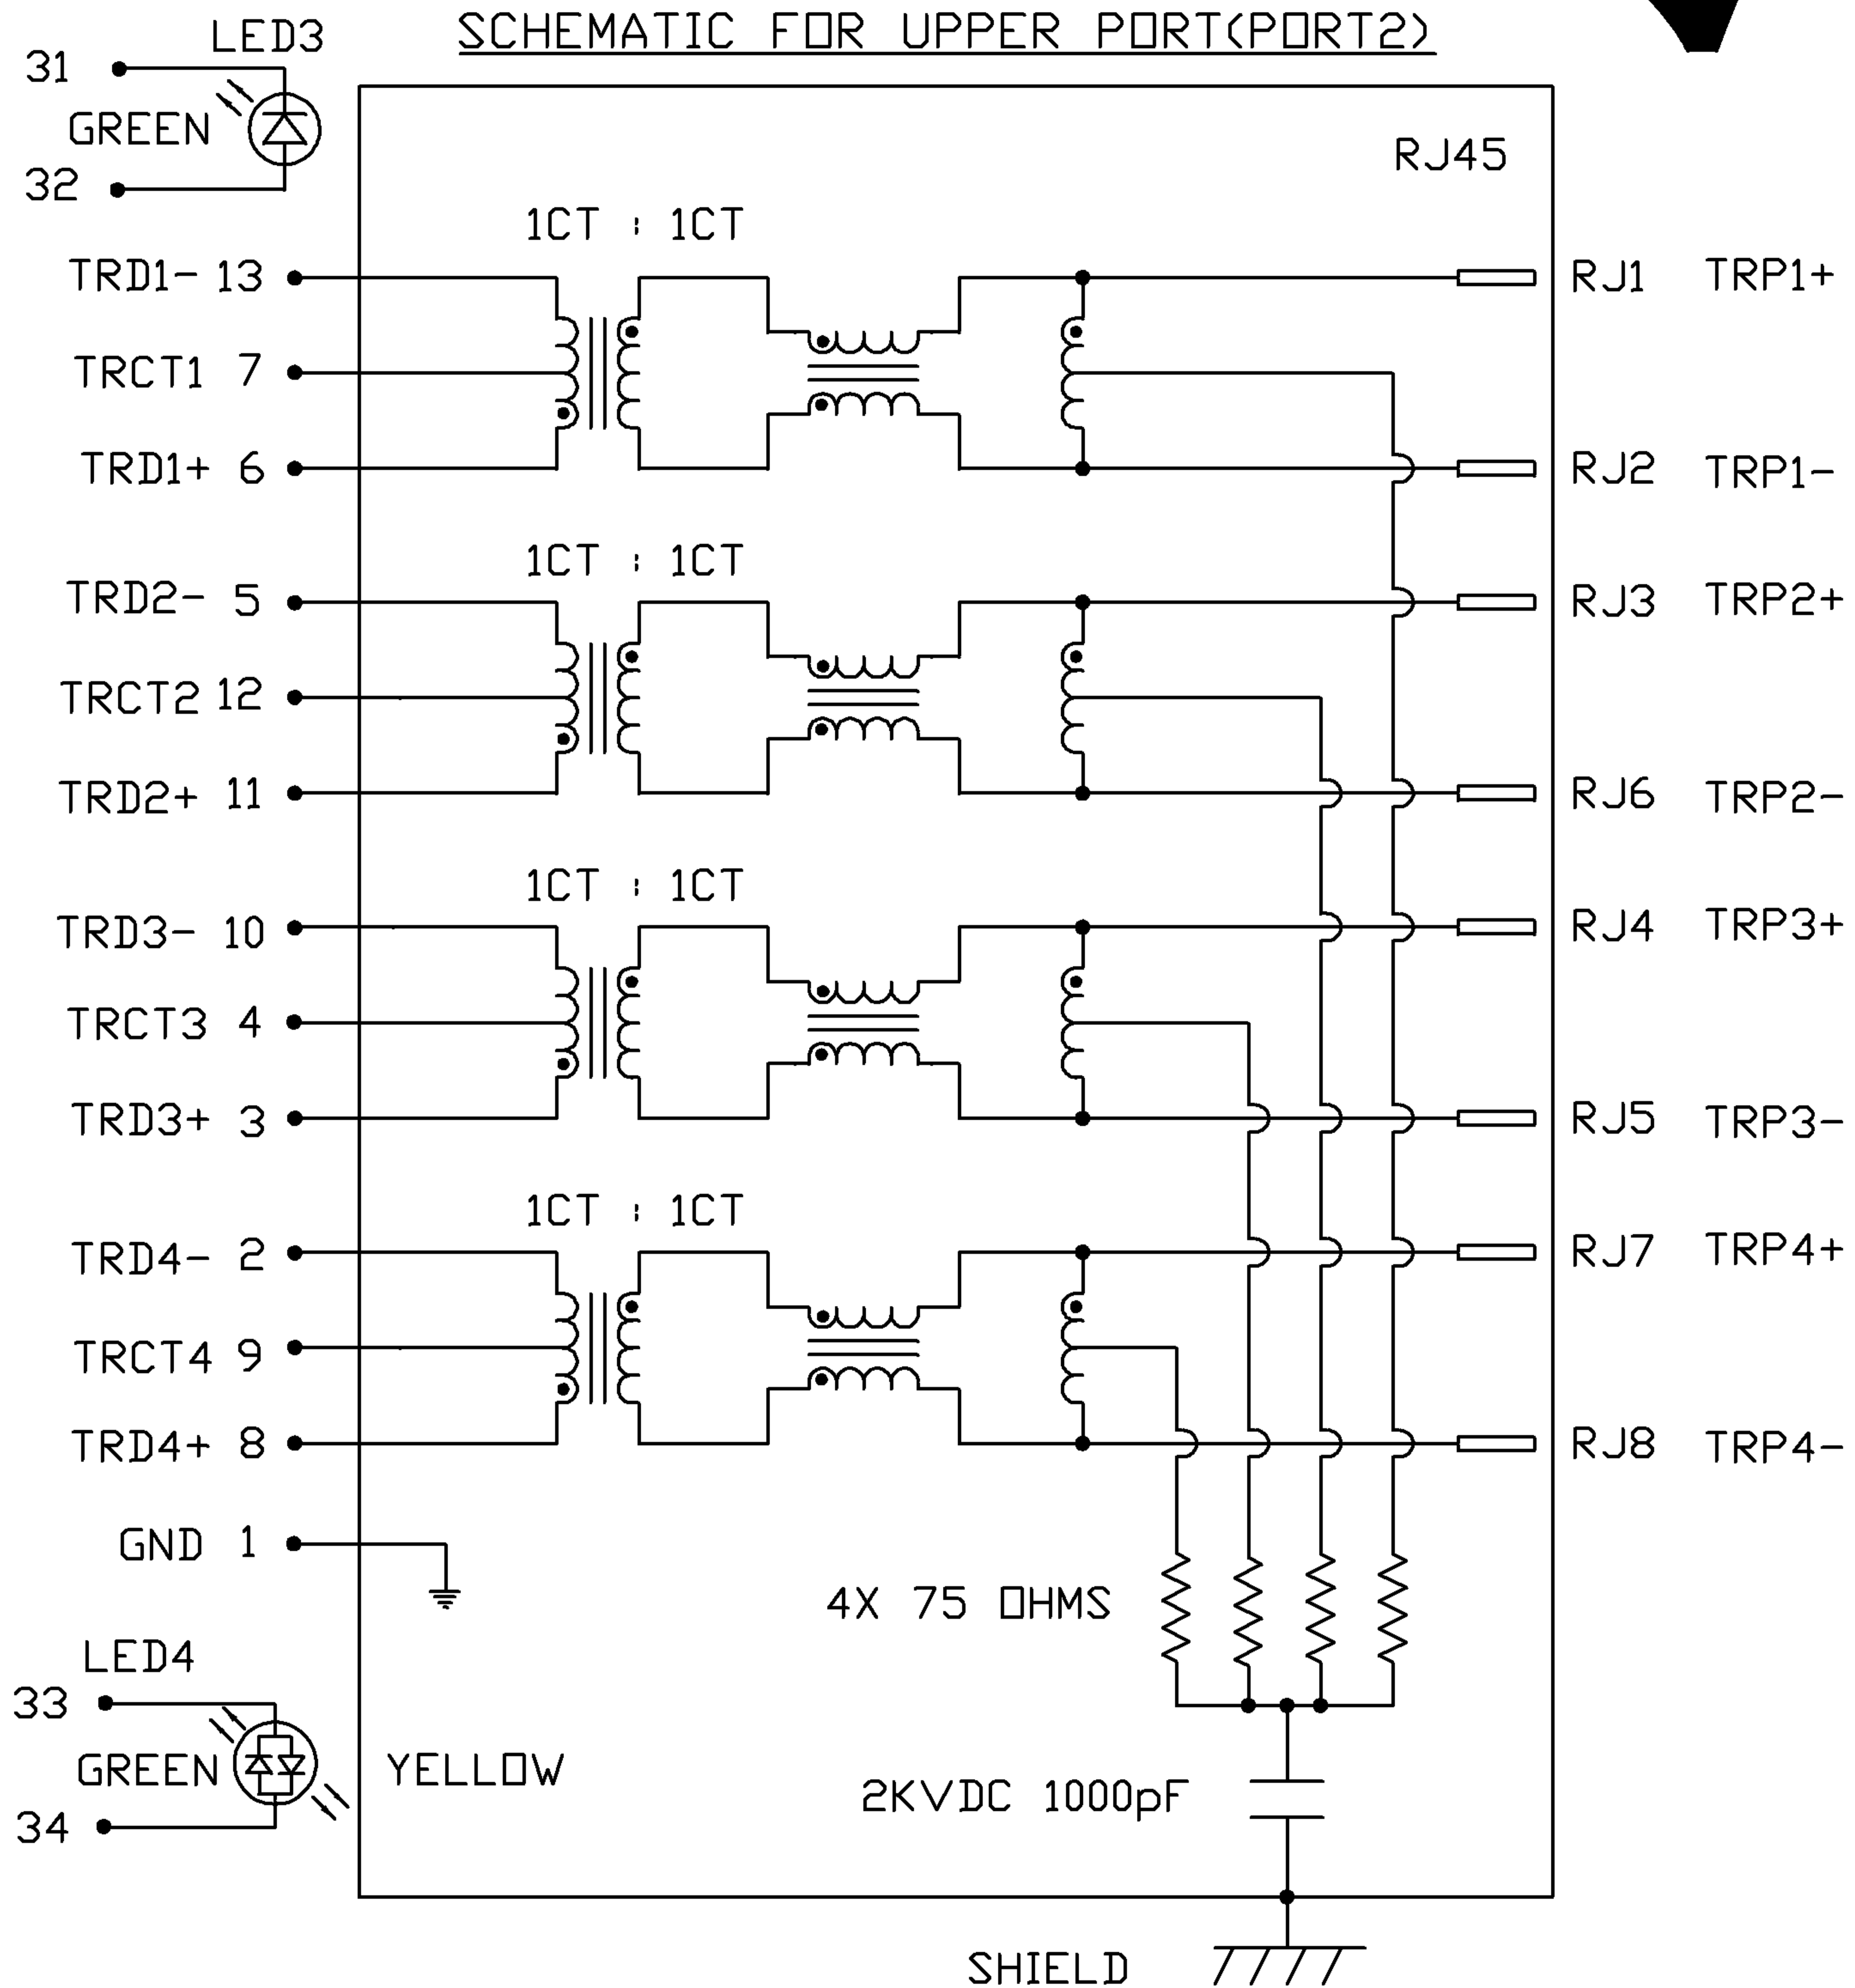 SCHEMATIC FOR UPPER PORT(PORT2)
LED3
31
GREEN
32
RJ45
1CT : 1CT
TRD1- 13
RJ1 TRP1+
TRCT1 7
TRD1+ 6
RJ2 TRP1-
1CT : 1CT
TRD2- 5
RJ3 TRP2+
TRCT2 12
TRD2+ 11
RJ6 TRP2-
1CT : 1CT
TRD3- 10
RJ4 TRP3+
TRCT3 4
TRD3+ 3
RJ5 TRP3-
1CT : 1CT
TRD4- 2
RJ7 TRP4+
TRCT4 9
TRD4+ 8
RJ8 TRP4-
GND 1
4X 75 OHMS
LED4
33
GREEN
YELLOW
34
2KVDC 1000pF
SHIELD